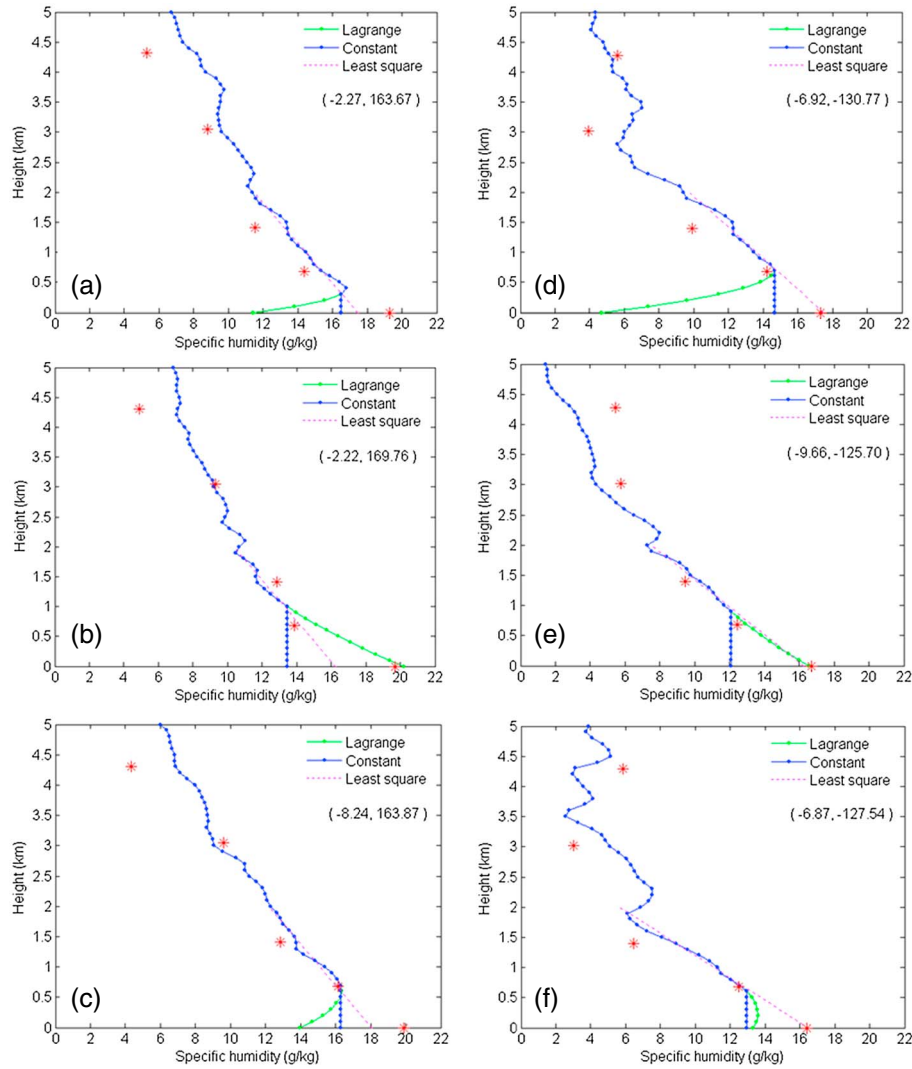 5
4.5
4
3.5
3
2.5
2
1.5
1
0.5
0
Height (km)
Lagrange
Constant
Least square
( -2.27, 163.67 )
(a)
0 2 4 6 8 10 12 14 16 18 20 22
Specific humidity (g/kg)
5
4.5
4
3.5
3
2.5
2
1.5
1
0.5
0
Height (km)
Lagrange
Constant
Least square
( -6.92, -130.77 )
(d)
0 2 4 6 8 10 12 14 16 18 20 22
Specific humidity (g/kg)
5
4.5
4
3.5
3
2.5
2
1.5
1
0.5
0
Height (km)
Lagrange
Constant
Least square
( -2.22, 169.76 )
(b)
0 2 4 6 8 10 12 14 16 18 20 22
Specific humidity (g/kg)
5
4.5
4
3.5
3
2.5
2
1.5
1
0.5
0
Height (km)
Lagrange
Constant
Least square
( -9.66, -125.70 )
(e)
0 2 4 6 8 10 12 14 16 18 20 22
Specific humidity (g/kg)
5
4.5
4
3.5
3
2.5
2
1.5
1
0.5
0
Height (km)
Lagrange
Constant
Least square
( -8.24, 163.87 )
(c)
0 2 4 6 8 10 12 14 16 18 20 22
Specific humidity (g/kg)
5
4.5
4
3.5
3
2.5
2
1.5
1
0.5
0
Height (km)
Lagrange
Constant
Least square
( -6.87, -127.54 )
(f)
0 2 4 6 8 10 12 14 16 18 20 22
Specific humidity (g/kg)